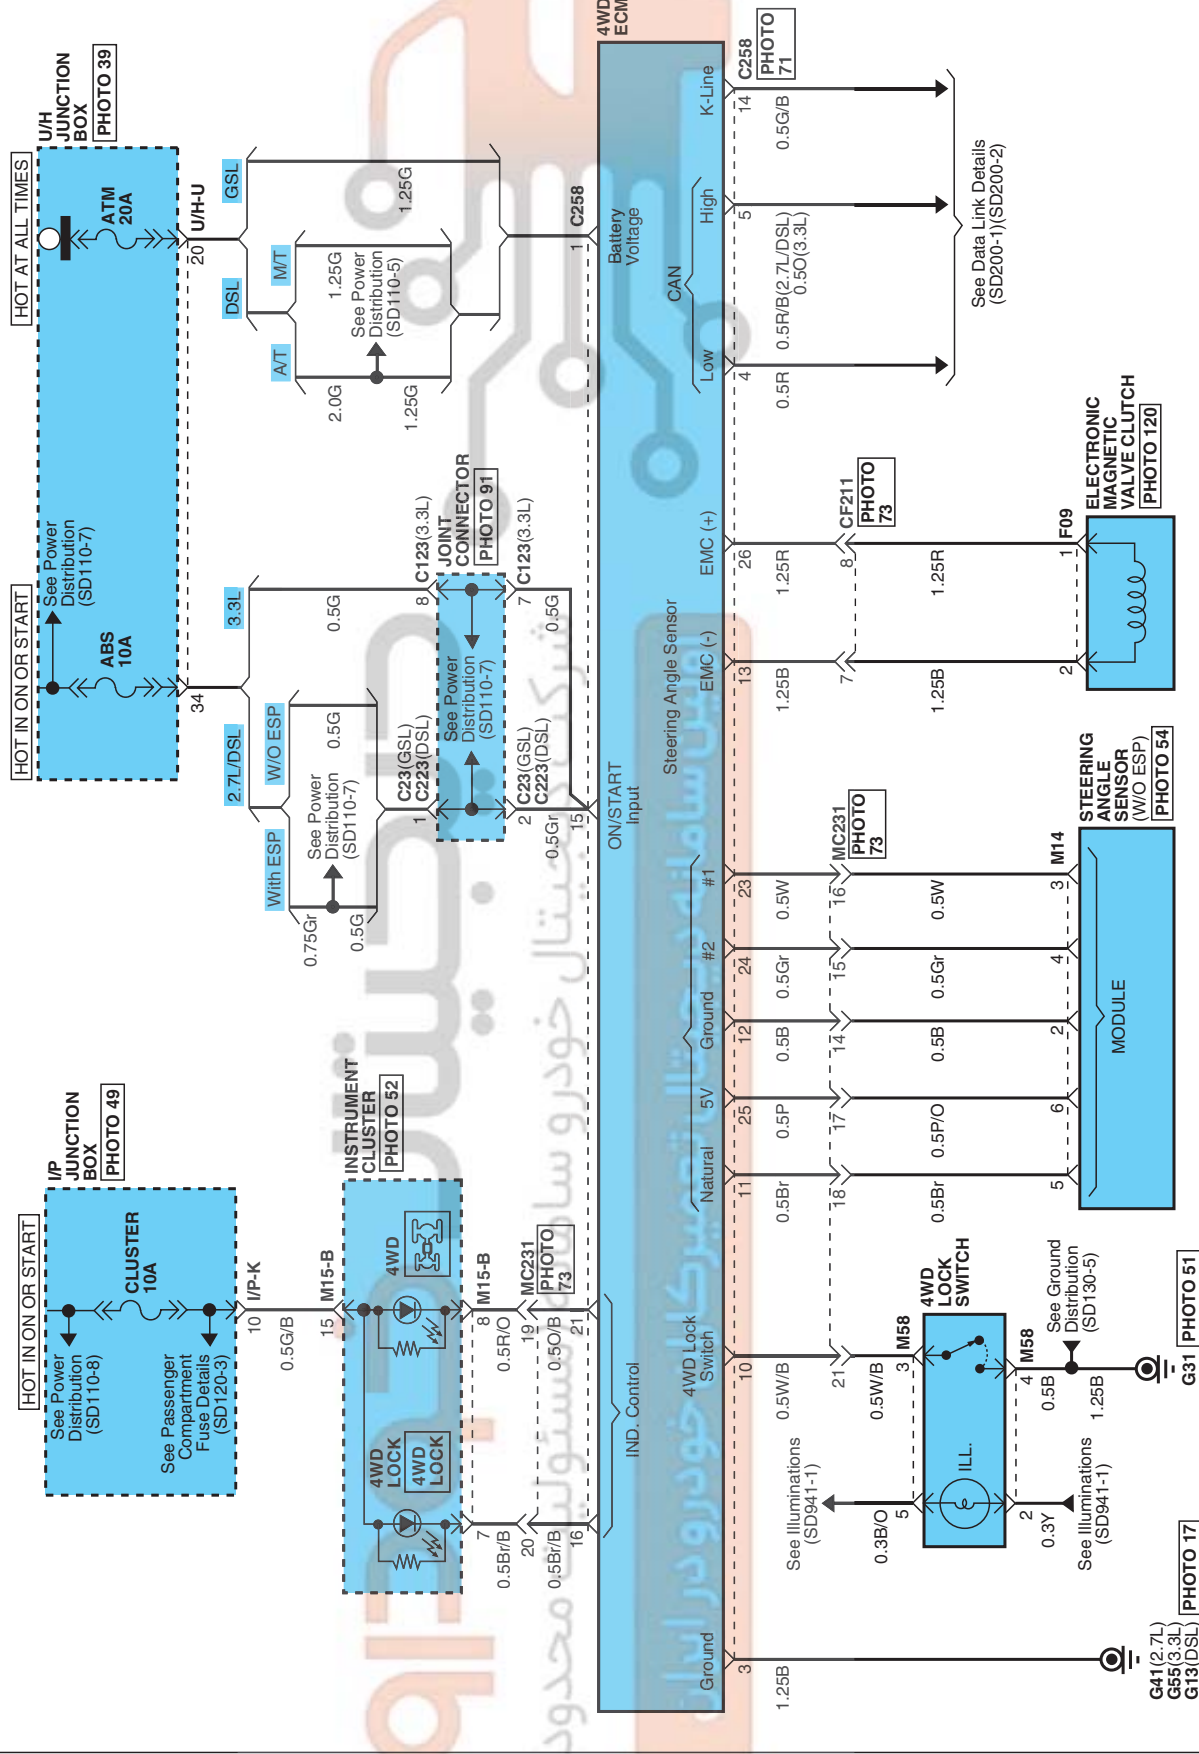 HOT IN ON OR START
I/P
JUNCTION
BOX
PHOTO 49
See Power
Distribution
(SD110-8)
CLUSTER
10A
See Passenger
Compartment
Fuse Details
(SD120-3)
10
I/P-K
0.5G/B
15
M15-B
INSTRUMENT
CLUSTER
PHOTO 52
4WD
LOCK
4WD
LOCK
4WD
7
8
M15-B
0.5Br/B
0.5R/O
20
19
MC231
PHOTO
73
0.5Br/B
0.5O/B
16
21
IND. Control
HOT IN ON OR START
HOT AT ALL TIMES
U/H
JUNCTION
BOX
PHOTO 39
See Power
Distribution
(SD110-7)
ABS
10A
ATM
20A
34
20
U/H-U
2.7L/DSL
3.3L
DSL
GSL
With ESP
W/O ESP
A/T
M/T
0.75Gr
See Power
Distribution
(SD110-7)
0.5G
0.5G
0.5G
2.0G
1.25G
See Power
Distribution
(SD110-5)
1.25G
1.25G
1
C23(GSL)
C223(DSL)
8
C123(3.3L)
JOINT
CONNECTOR
PHOTO 91
See Power
Distribution
(SD110-7)
2
C23(GSL)
C223(DSL)
7
C123(3.3L)
0.5Gr
0.5G
15
1
C258
ON/START
Input
Battery
Voltage
4WD
ECM
شرکت دیجیتال خودرو سامانه (مسئولیت محدود)
اولین سامانه دیجیتال تعمیرکاران خودرو در ایران
Ground
4WD Lock
Switch
Natural
5V
Ground
#2
#1
Steering Angle Sensor
EMC (-)
EMC (+)
Low
CAN
High
K-Line
3
10
11
25
12
24
23
13
26
4
5
14
C258
PHOTO
71
1.25B
0.5W/B
0.5Br
0.5P
0.5B
0.5Gr
0.5W
1.25B
1.25R
0.5R
0.5R/B(2.7L/DSL)
0.5O(3.3L)
0.5G/B
21
18
17
14
15
16
MC231
PHOTO
73
7
8
CF211
PHOTO
73
0.5W/B
0.5Br
0.5P/O
0.5B
0.5Gr
0.5W
1.25B
1.25R
See Data Link Details
(SD200-1)(SD200-2)
See Illuminations
(SD941-1)
0.3B/O
5
3
M58
4WD
LOCK
SWITCH
ILL.
2
4
M58
0.3Y
0.5B
See Illuminations
(SD941-1)
See Ground
Distribution
(SD130-5)
1.25B
G31
PHOTO 51
5
6
2
4
3
M14
STEERING
ANGLE
SENSOR
(W/O ESP)
PHOTO 54
MODULE
2
1
F09
ELECTRONIC
MAGNETIC
VALVE CLUTCH
PHOTO 120
G41(2.7L)
G55(3.3L)
G13(DSL)
PHOTO 17